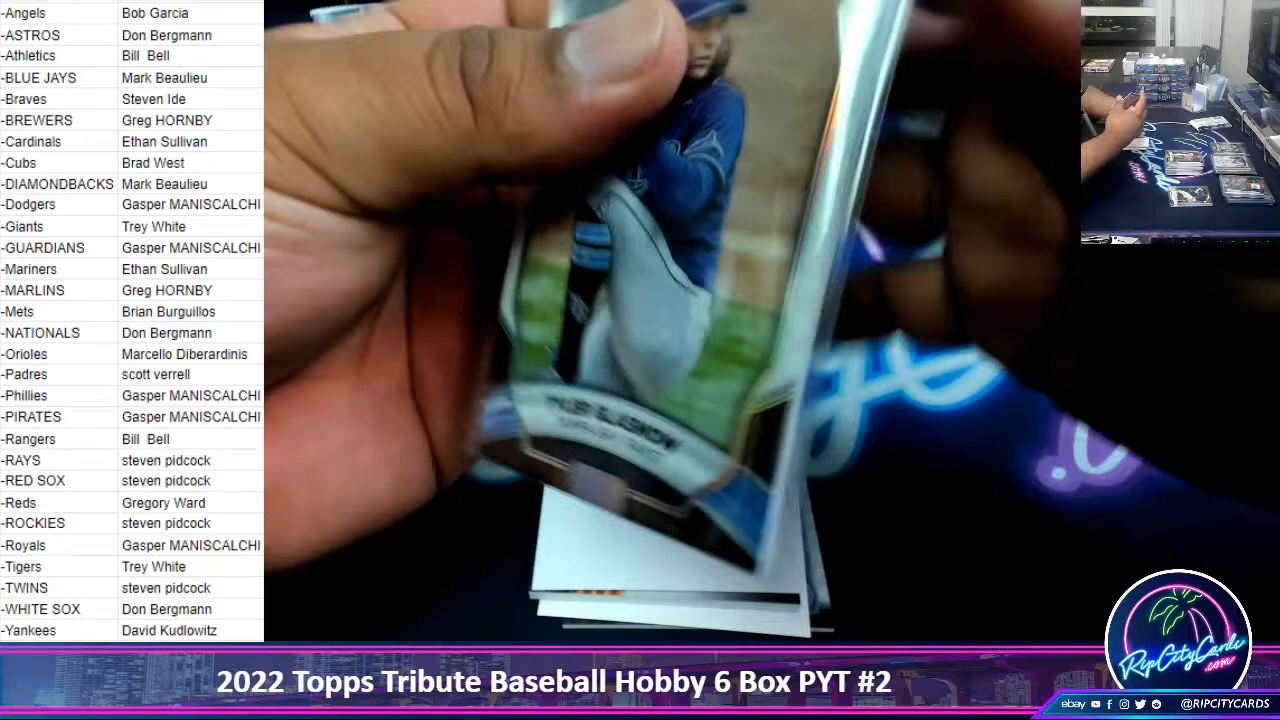 -Angels Bob Garcia
-ASTROS Don Bergmann
-Athletics Bill Bell
-BLUE JAYS Mark Beaulieu
-Braves Steven Ide
-BREWERS Greg HORNBY
-Cardinals Ethan Sullivan
-Cubs Brad West
-DIAMONDBACKS Mark Beaulieu
-Dodgers Gasper MANISCALCHI
-Giants Trey White
-GUARDIANS Gasper MANISCALCHI
-Mariners Ethan Sullivan
-MARLINS Greg HORNBY
-Mets Brian Burguillos
-NATIONALS Don Bergmann
-Orioles Marcello Diberardinis
-Padres scott verrell
-Phillies Gasper MANISCALCHI
-PIRATES Gasper MANISCALCHI
-Rangers Bill Bell
-RAYS steven pidcock
-RED SOX steven pidcock
-Reds Gregory Ward
-ROCKIES steven pidcock
-Royals Gasper MANISCALCHI
-Tigers Trey White
-TWINS steven pidcock
-WHITE SOX Don Bergmann
-Yankees David Kudlowitz
TYLER GLASNOW
RipCityCards
.com
2022 Topps Tribute Baseball Hobby 6 Box PYT #2
ebay @RIPCITYCARDS